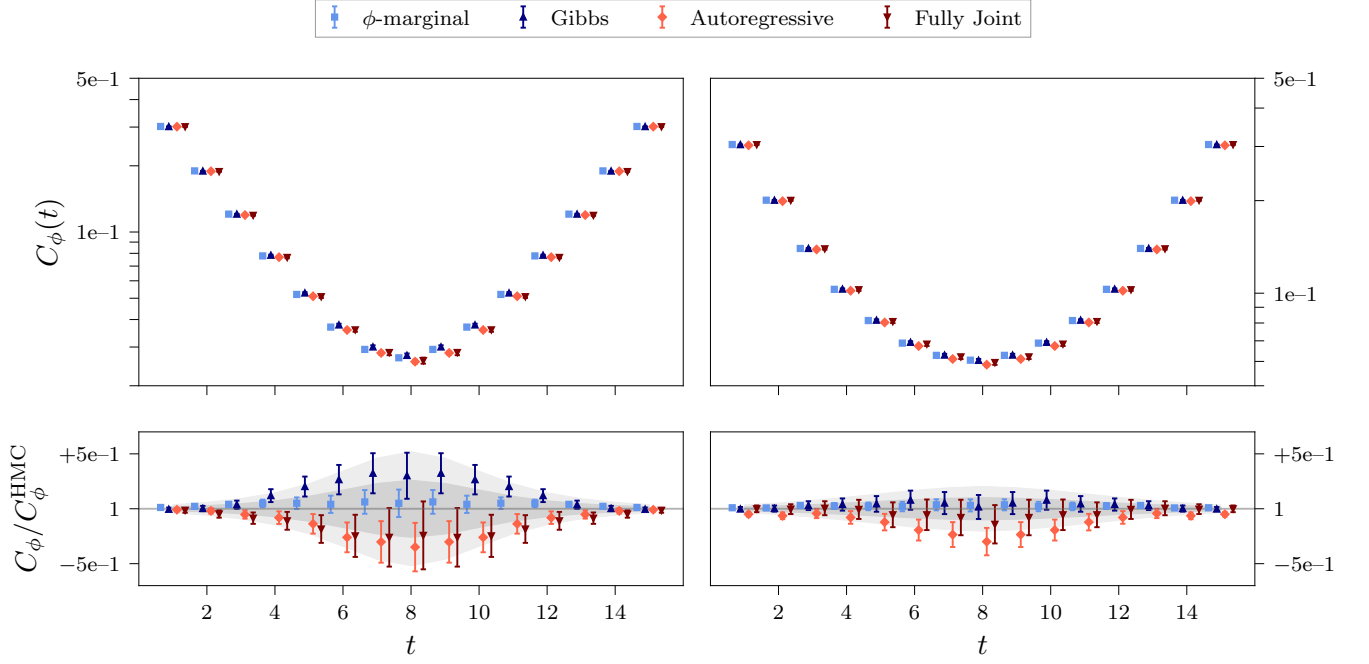 ϕ-marginal Gibbs Autoregressive Fully Joint
5e−1 5e−1
C_ϕ(t)
1e−1
1e−1
C_ϕ/C_ϕ^HMC
+5e−1 +5e−1
1 1
−5e−1 −5e−1
2 4 6 8 10 12 14 2 4 6 8 10 12 14
t t